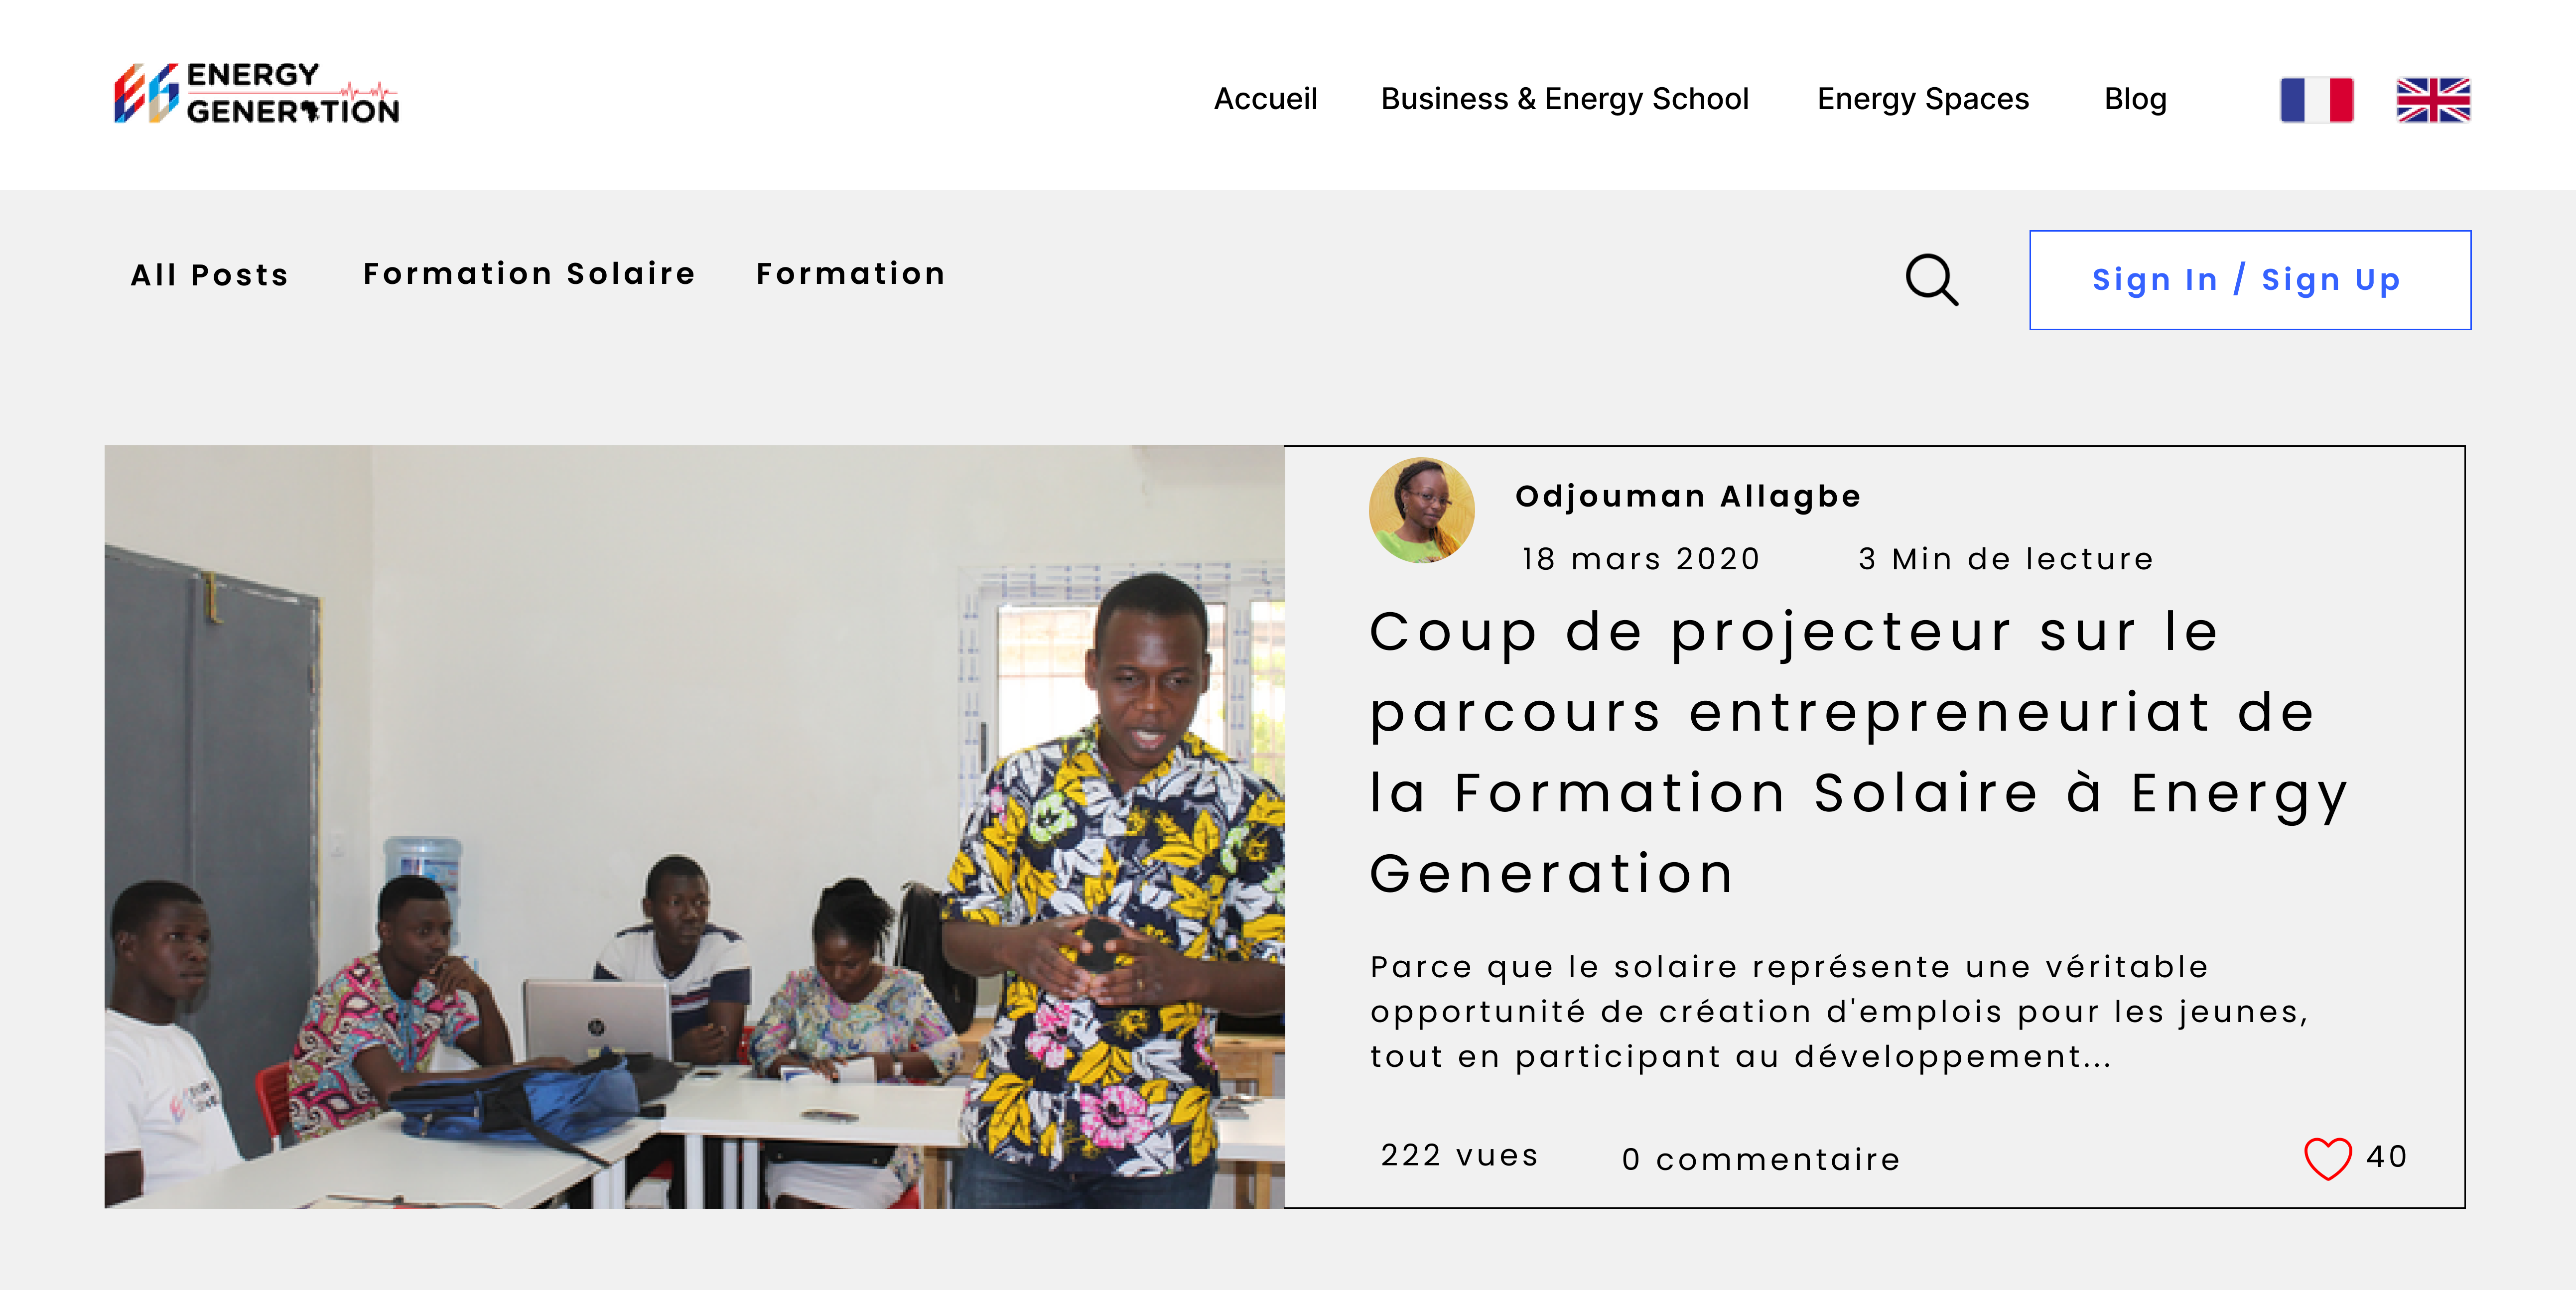 ENERGY
GENERATION
Accueil Business & Energy School Energy Spaces Blog
All Posts Formation Solaire Formation
Sign In / Sign Up
Odjouman Allagbe
18 mars 2020 3 Min de lecture
Coup de projecteur sur le
parcours entrepreneuriat de
la Formation Solaire à Energy
Generation
Parce que le solaire représente une véritable
opportunité de création d'emplois pour les jeunes,
tout en participant au développement...
222 vues 0 commentaire 40
hp